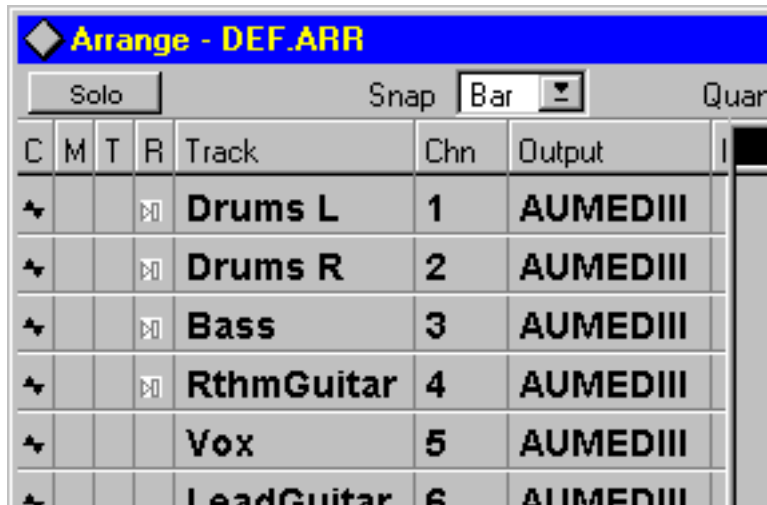 Arrange - DEF.ARR
Solo Snap Bar Quan
C M T R Track Chn Output
Drums L 1 AUMEDIII
Drums R 2 AUMEDIII
Bass 3 AUMEDIII
RthmGuitar 4 AUMEDIII
Vox 5 AUMEDIII
LeadGuitar 6 AUMEDIII